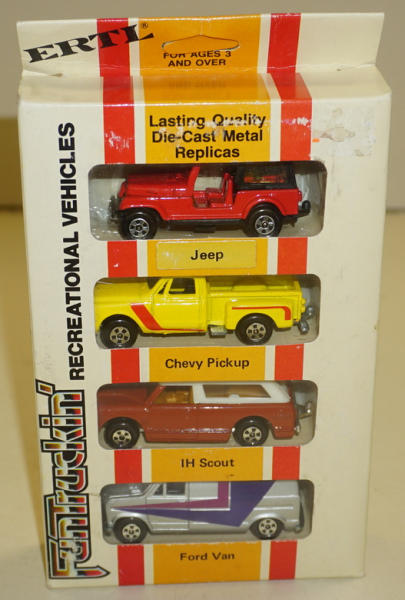 ERTL®
FOR AGES 3
AND OVER
Lasting Quality
Die-Cast Metal
Replicas
Jeep
Chevy Pickup
IH Scout
Ford Van
FunTruckin'
RECREATIONAL VEHICLES